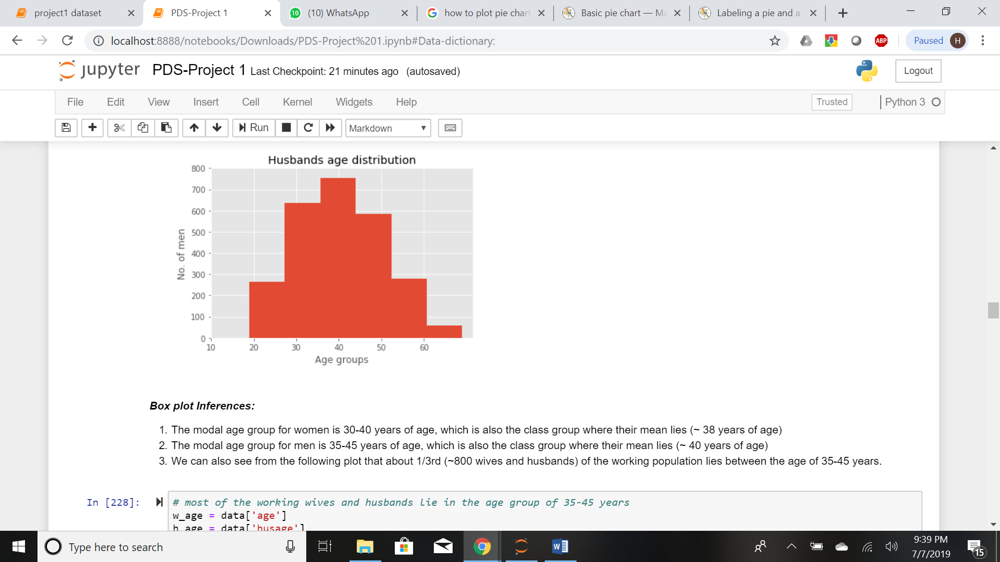 project1 dataset
PDS-Project 1
10 (10) WhatsApp
how to plot pie chart
Basic pie chart — Ma
Labeling a pie and a
localhost:8888/notebooks/Downloads/PDS-Project%201.ipynb#Data-dictionary:
ABP
Paused H
jupyter PDS-Project 1 Last Checkpoint: 21 minutes ago (autosaved)
Logout
File Edit View Insert Cell Kernel Widgets Help
Trusted
Python 3
Run
Markdown
Husbands age distribution
800
700
600
500
400
300
200
100
0
No. of men
10 20 30 40 50 60
Age groups
Box plot Inferences:
1. The modal age group for women is 30-40 years of age, which is also the class group where their mean lies (~ 38 years of age)
2. The modal age group for men is 35-45 years of age, which is also the class group where their mean lies (~ 40 years of age)
3. We can also see from the following plot that about 1/3rd (~800 wives and husbands) of the working population lies between the age of 35-45 years.
In [228]:
# most of the working wives and husbands lie in the age group of 35-45 years
w_age = data['age']
h_age = data['husage']
Type here to search
W
9:39 PM
7/7/2019
15